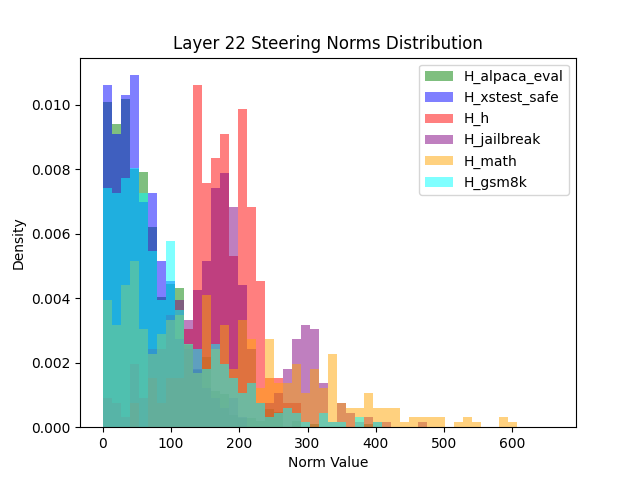 Layer 22 Steering Norms Distribution
H_alpaca_eval
H_xstest_safe
H_h
H_jailbreak
H_math
H_gsm8k
Density
0.010
0.008
0.006
0.004
0.002
0.000
0 100 200 300 400 500 600
Norm Value